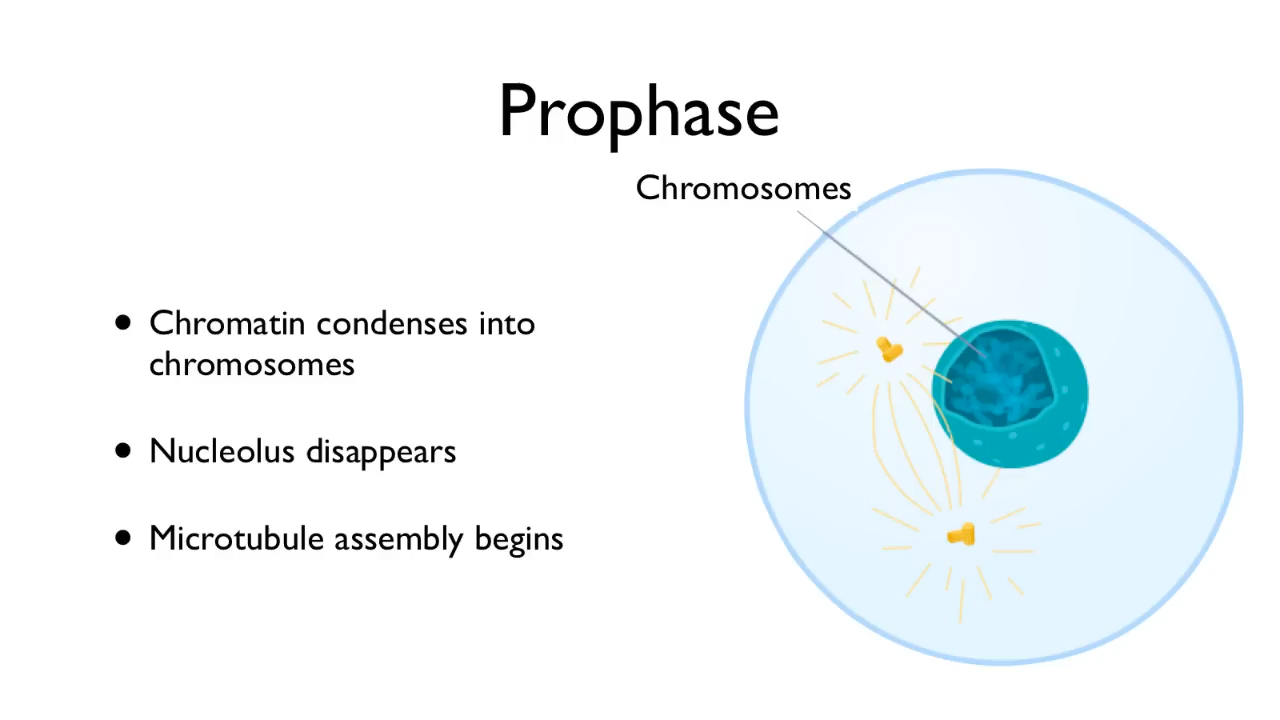 Prophase
Chromosomes
• Chromatin condenses into
chromosomes
• Nucleolus disappears
• Microtubule assembly begins